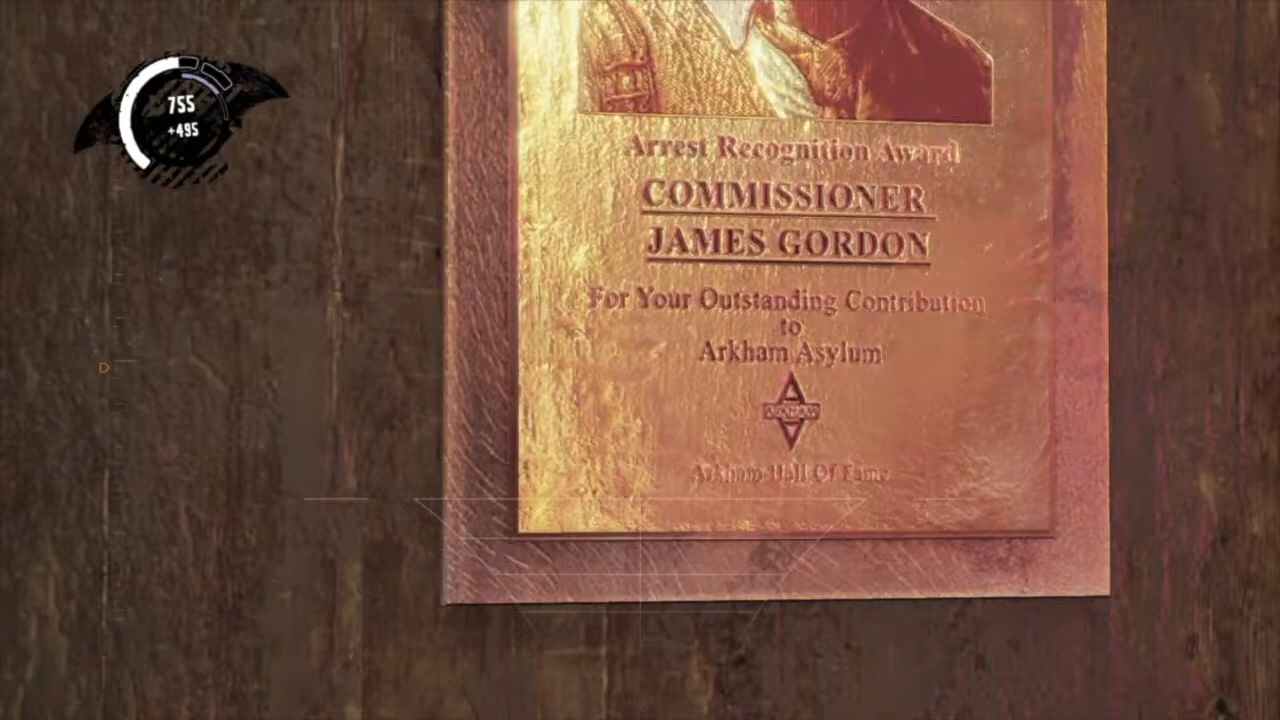 755
+495
Arrest Recognition Award
COMMISSIONER
JAMES GORDON
For Your Outstanding Contribution
to
Arkham Asylum
Arkham Hall Of Fame